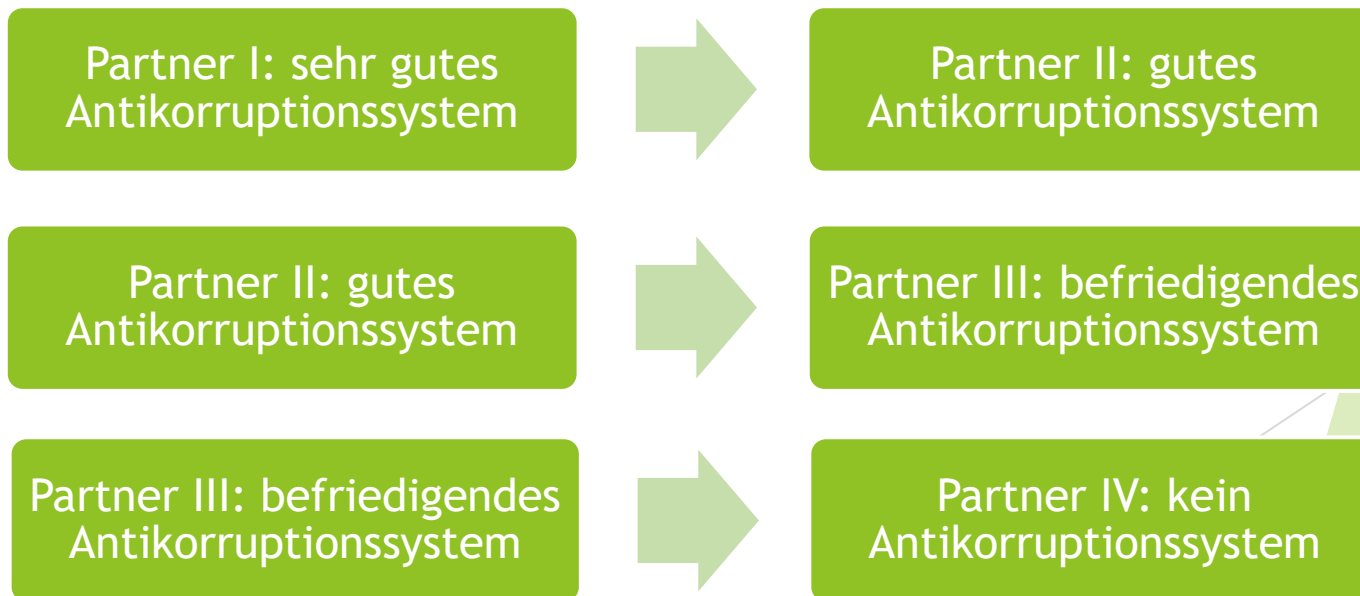 Partner I: sehr gutes
Antikorruptionssystem
Partner II: gutes
Antikorruptionssystem
Partner II: gutes
Antikorruptionssystem
Partner III: befriedigendes
Antikorruptionssystem
Partner III: befriedigendes
Antikorruptionssystem
Partner IV: kein
Antikorruptionssystem